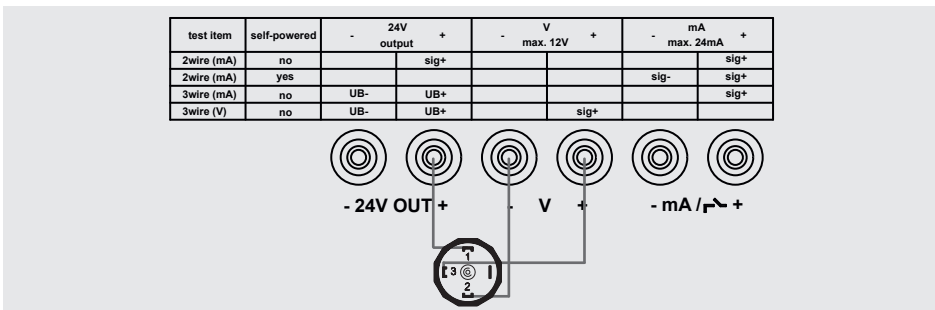 test item self-powered - 24V output + - V max. 12V + - mA max. 24mA +
2wire (mA) no sig+ sig+
2wire (mA) yes sig- sig+
3wire (mA) no UB- UB+ sig+
3wire (V) no UB- UB+ sig+
- 24V OUT + - V + - mA / +
1
3
2